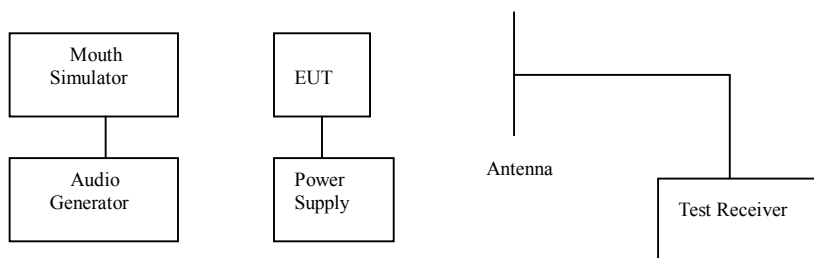 Mouth
Simulator
EUT
Audio
Generator
Power
Supply
Antenna
Test Receiver